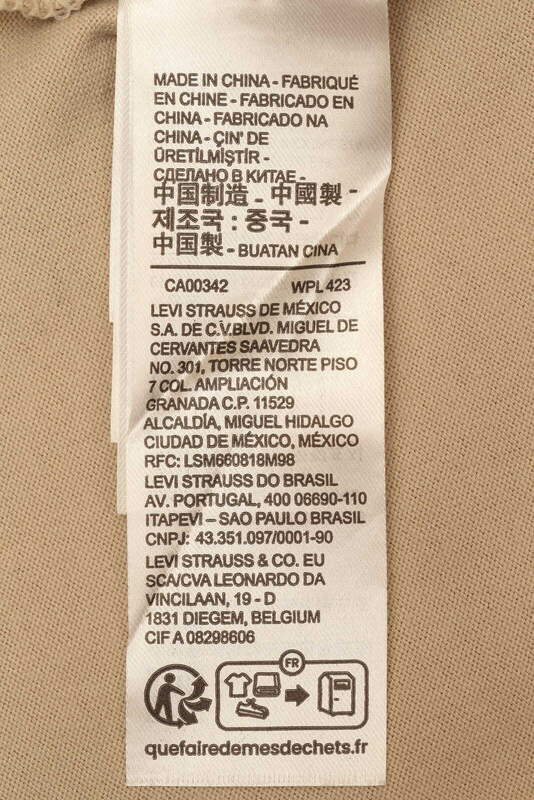 MADE IN CHINA - FABRIQUÉ
EN CHINE - FABRICADO EN
CHINA - FABRICADO NA
CHINA - ÇIN' DE
ÜRETİLMİŞTİR -
СДЕЛАНО В КИТАЕ -
中国制造 - 中國製 -
제조국 : 중국 -
中国製 - BUATAN CINA
CA00342 WPL 423
LEVI STRAUSS DE MÉXICO
S.A. DE C.V.BLVD. MIGUEL DE
CERVANTES SAAVEDRA
NO. 301, TORRE NORTE PISO
7 COL. AMPLIACIÓN
GRANADA C.P. 11529
ALCALDÍA, MIGUEL HIDALGO
CIUDAD DE MÉXICO, MÉXICO
RFC: LSM660818M98
LEVI STRAUSS DO BRASIL
AV. PORTUGAL, 400 06690-110
ITAPEVI – SAO PAULO BRASIL
CNPJ: 43.351.097/0001-90
LEVI STRAUSS & CO. EU
SCA/CVA LEONARDO DA
VINCILAAN, 19 - D
1831 DIEGEM, BELGIUM
CIF A 08298606
FR
quefairedemesdechets.fr